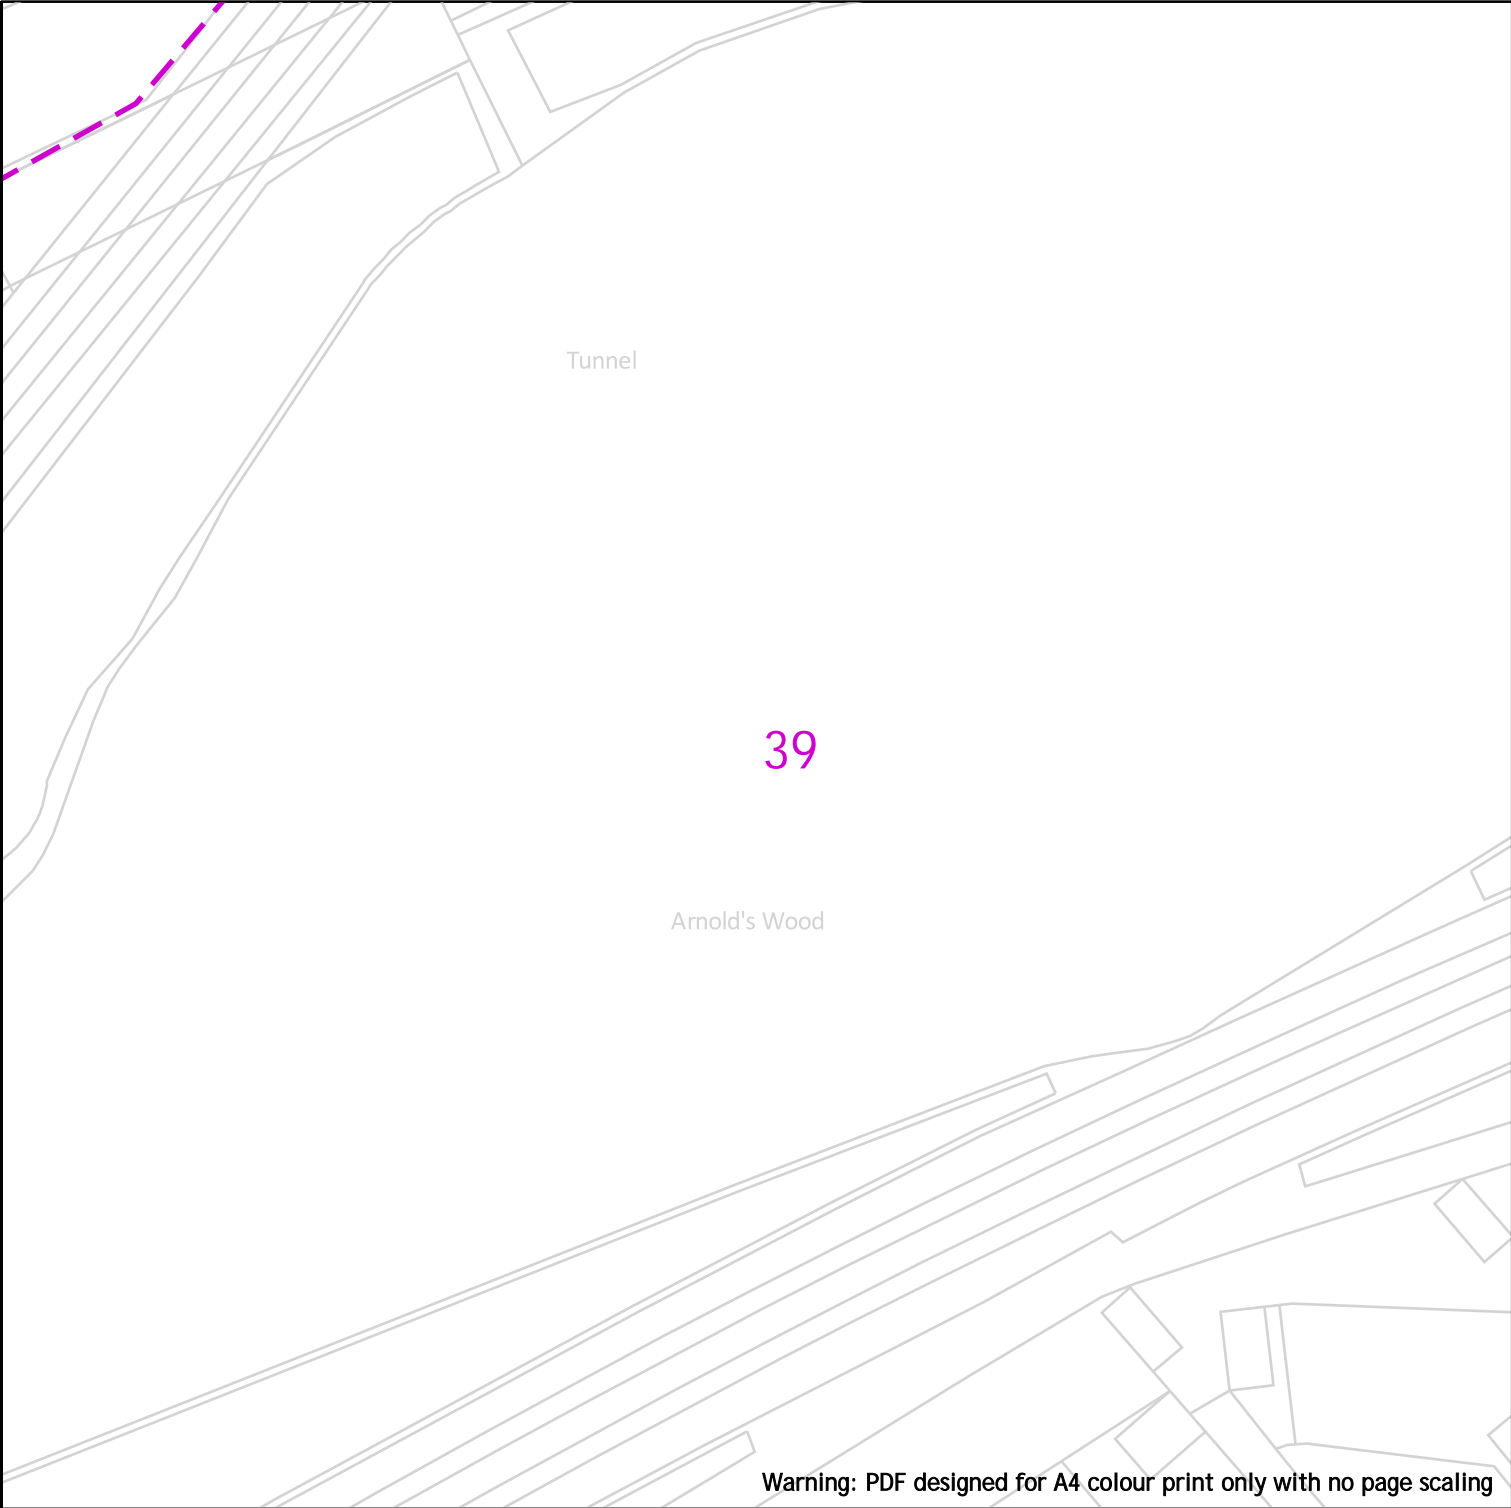 Tunnel
39
Arnold's Wood
Warning: PDF designed for A4 colour print only with no page scaling